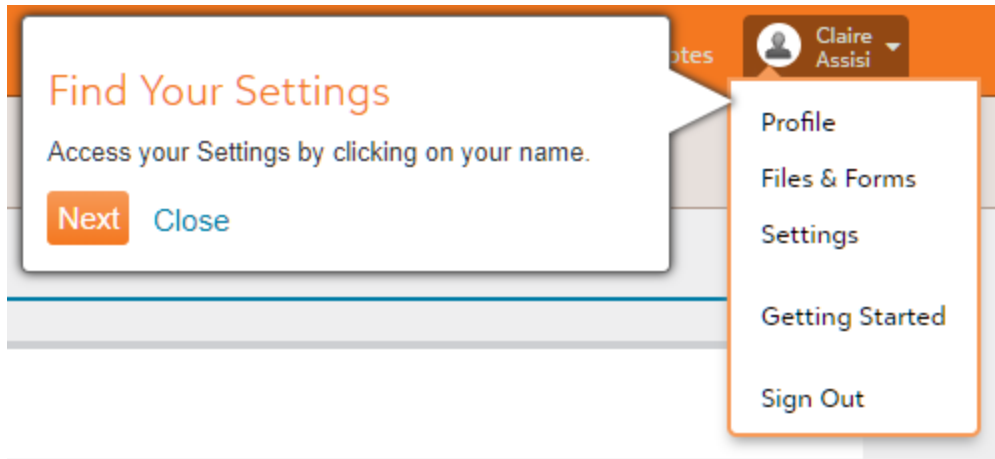 Find Your Settings
Access your Settings by clicking on your name.
Next
Close
Claire
Assisi
Profile
Files & Forms
Settings
Getting Started
Sign Out